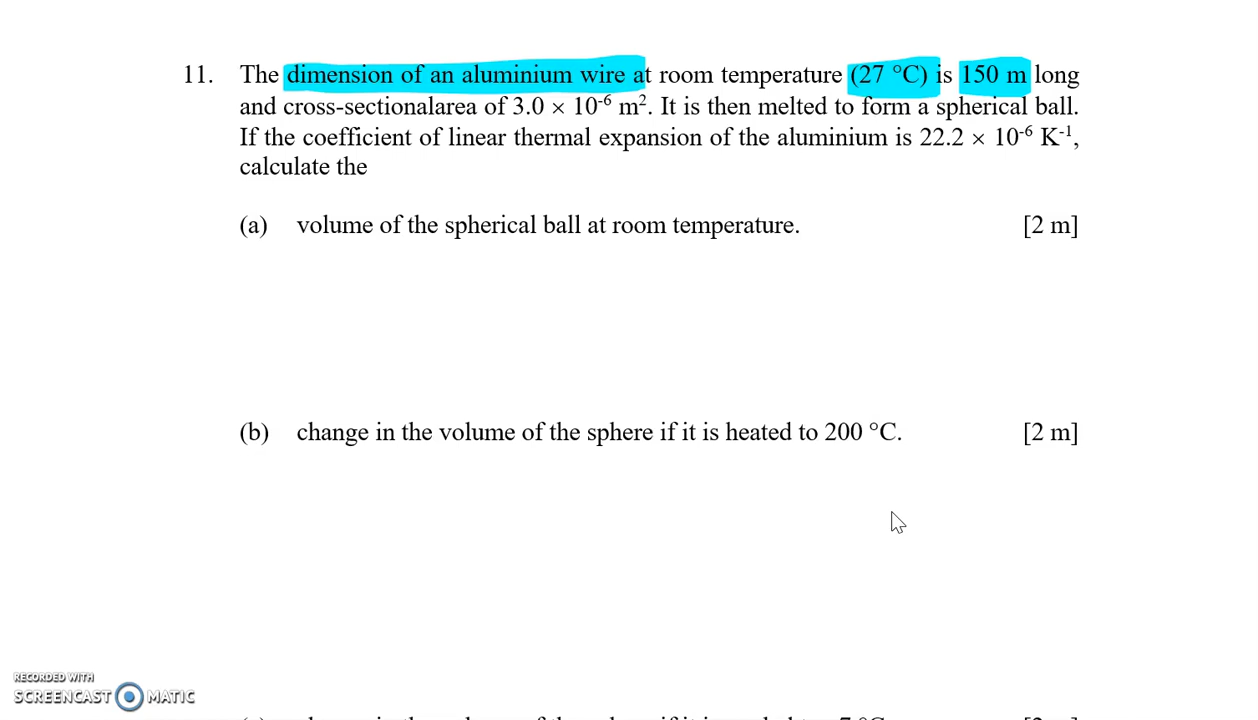 11. The dimension of an aluminium wire at room temperature (27 °C) is 150 m long
and cross-sectionalarea of 3.0 × 10⁻⁶ m². It is then melted to form a spherical ball.
If the coefficient of linear thermal expansion of the aluminium is 22.2 × 10⁻⁶ K⁻¹,
calculate the
(a) volume of the spherical ball at room temperature. [2 m]
(b) change in the volume of the sphere if it is heated to 200 °C. [2 m]
RECORDED WITH
SCREENCAST MATIC